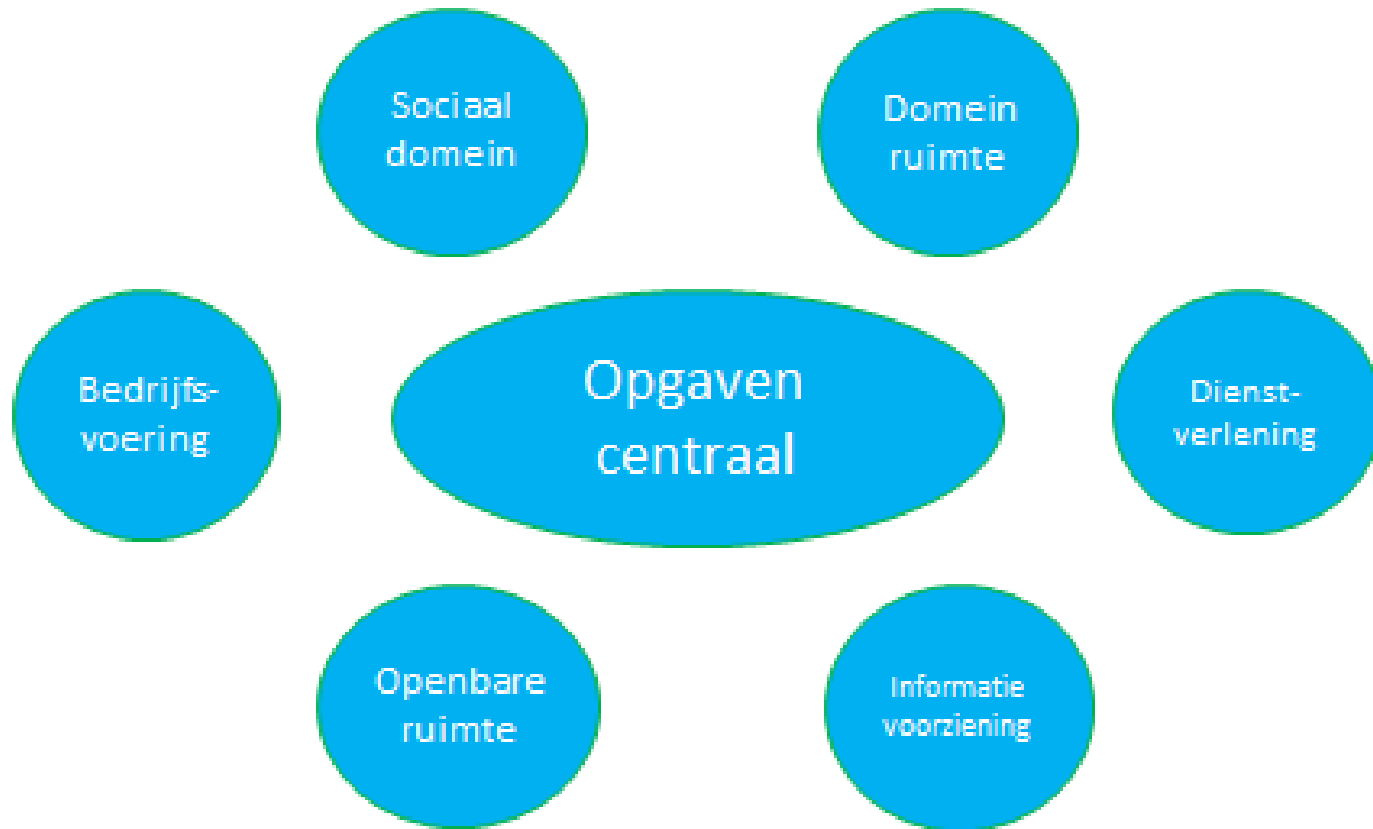 Sociaal
domein
Domein
ruimte
Bedrijfs-
voering
Opgaven
centraal
Dienst-
verlening
Openbare
ruimte
Informatie
voorziening